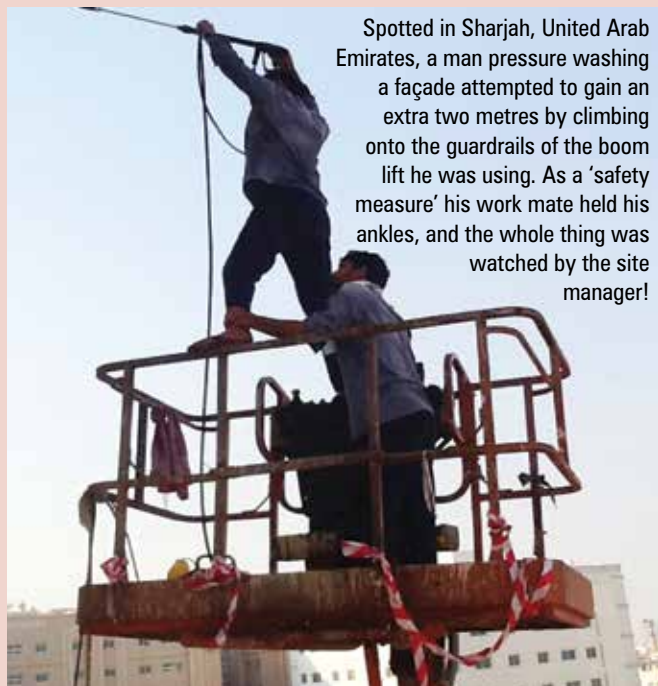 Spotted in Sharjah, United Arab
Emirates, a man pressure washing
a façade attempted to gain an
extra two metres by climbing
onto the guardrails of the boom
lift he was using. As a ‘safety
measure’ his work mate held his
ankles, and the whole thing was
watched by the site
manager!